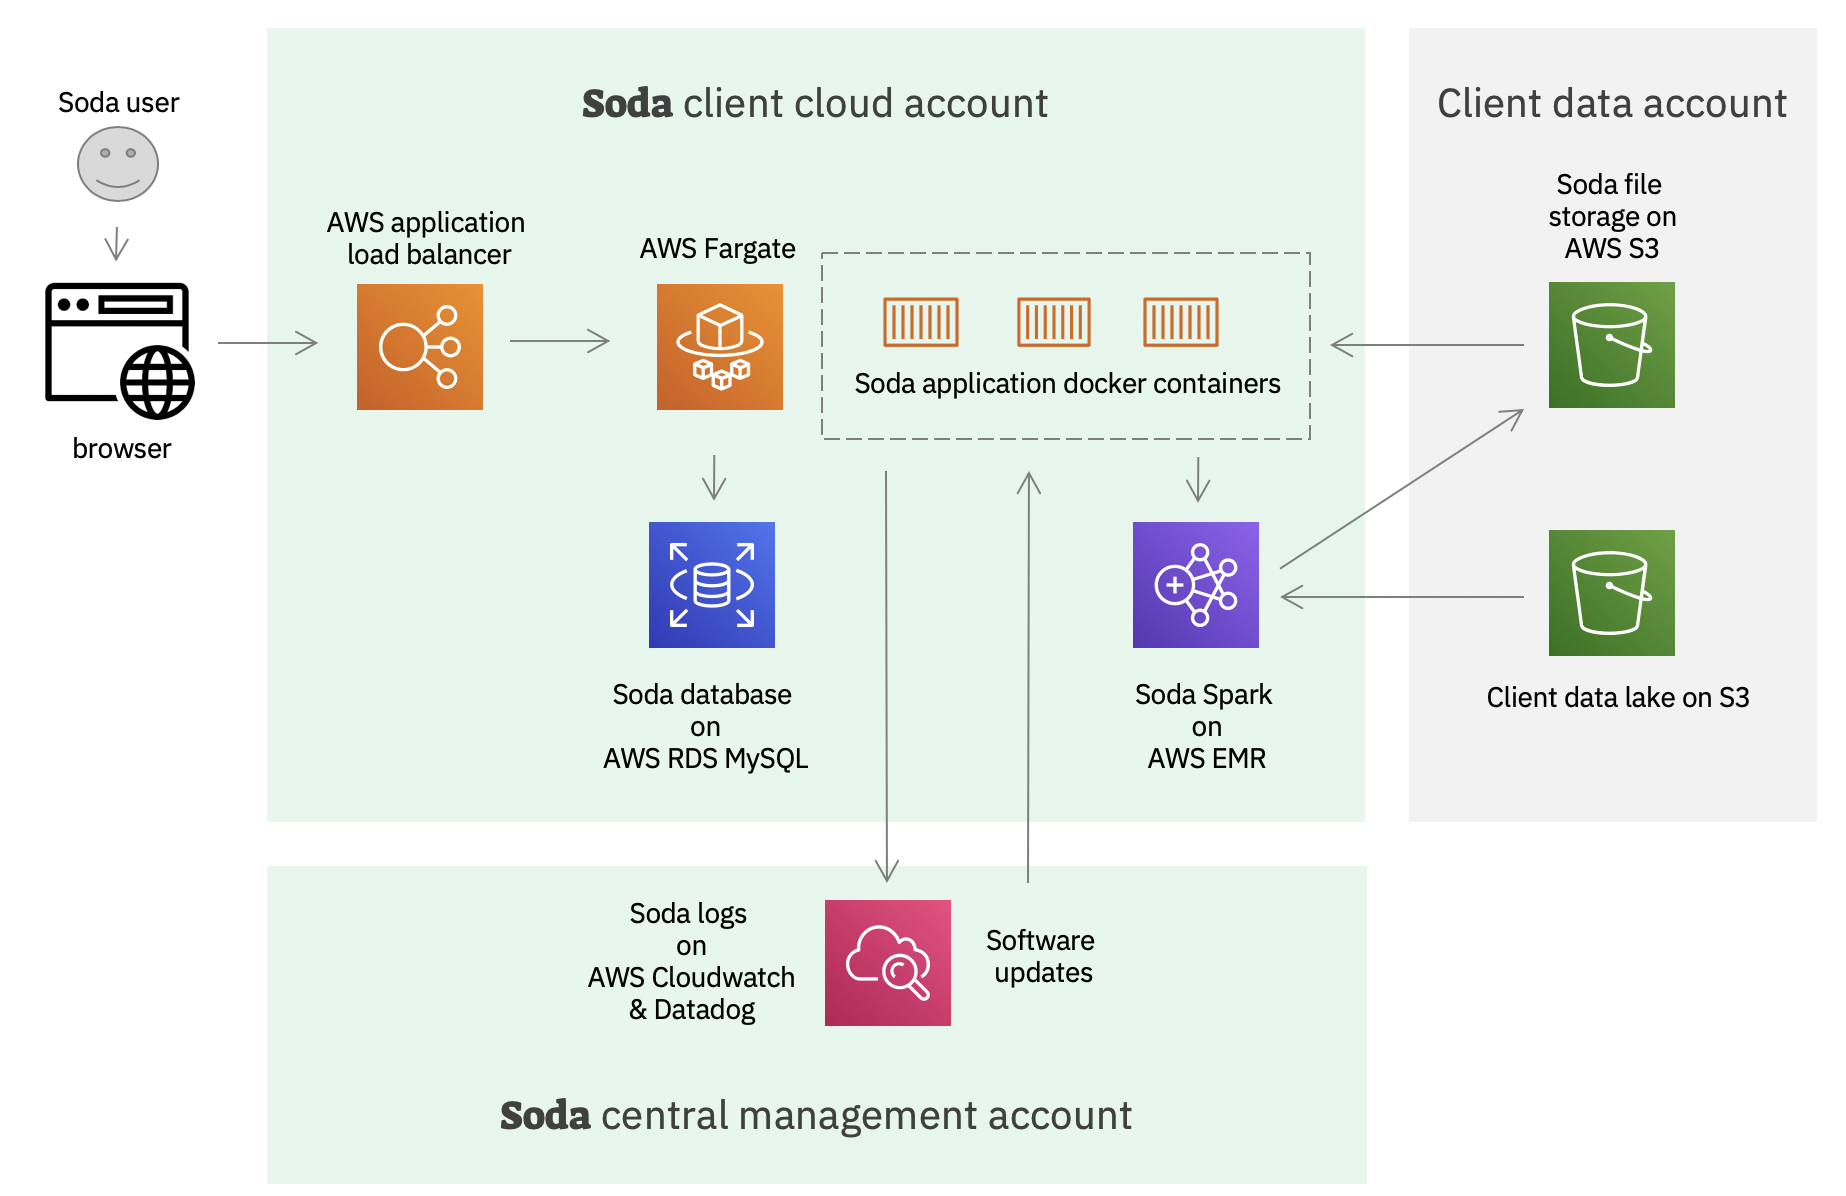 Soda user
browser
Soda client cloud account
AWS application
load balancer
AWS Fargate
Soda application docker containers
Soda database
on
AWS RDS MySQL
Soda Spark
on
AWS EMR
Client data account
Soda file
storage on
AWS S3
Client data lake on S3
Soda logs
on
AWS Cloudwatch
& Datadog
Software
updates
Soda central management account